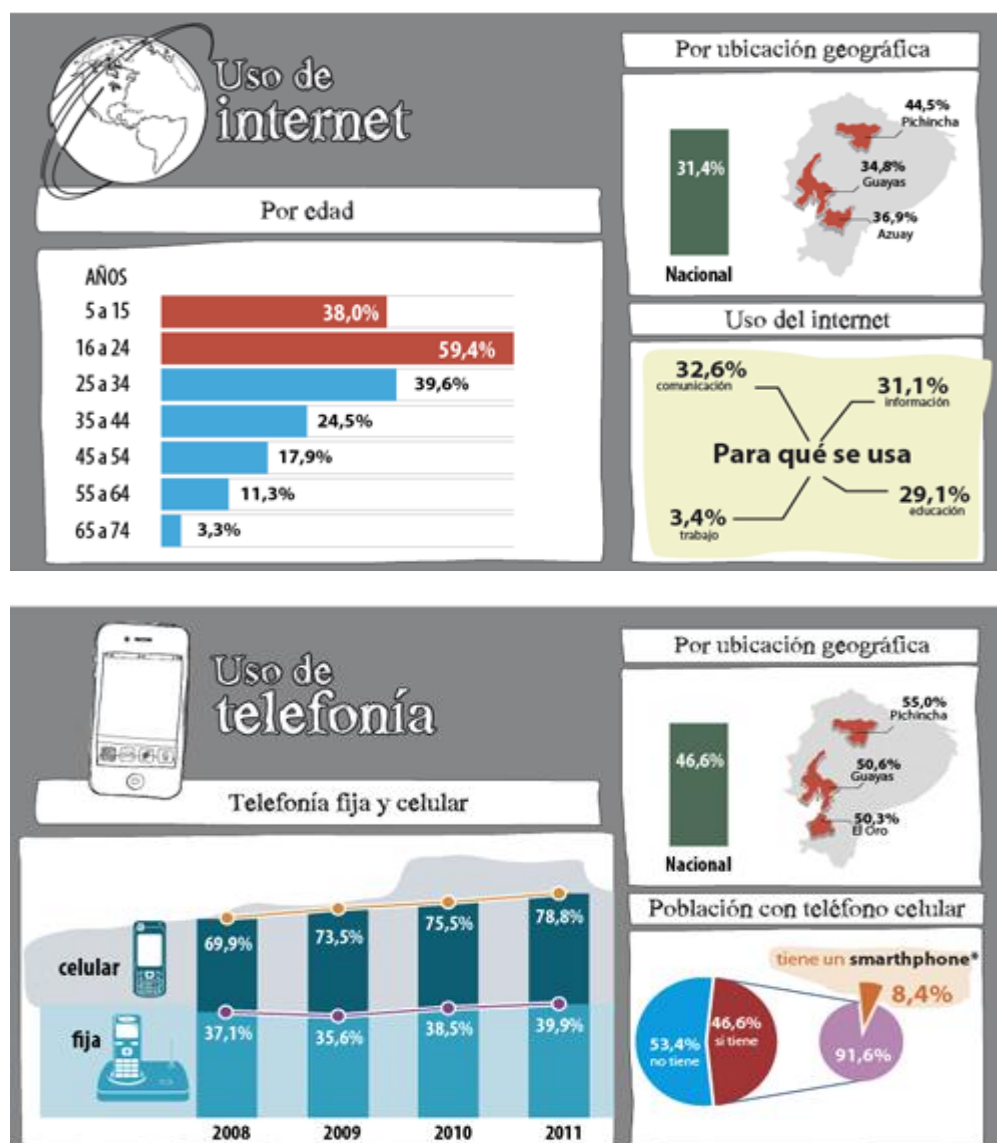 Uso de
internet
Por edad
AÑOS
5 a 15 38,0%
16 a 24 59,4%
25 a 34 39,6%
35 a 44 24,5%
45 a 54 17,9%
55 a 64 11,3%
65 a 74 3,3%
Por ubicación geográfica
31,4%
Nacional
44,5%
Pichincha
34,8%
Guayas
36,9%
Azuay
Uso del internet
32,6%
comunicación
31,1%
información
Para qué se usa
3,4%
trabajo
29,1%
educación
Uso de
telefonía
Telefonía fija y celular
celular
69,9% 73,5% 75,5% 78,8%
fija
37,1% 35,6% 38,5% 39,9%
2008 2009 2010 2011
Por ubicación geográfica
46,6%
Nacional
55,0%
Pichincha
50,6%
Guayas
50,3%
El Oro
Población con teléfono celular
tiene un smarthphone*
8,4%
53,4%
no tiene
46,6%
si tiene
91,6%